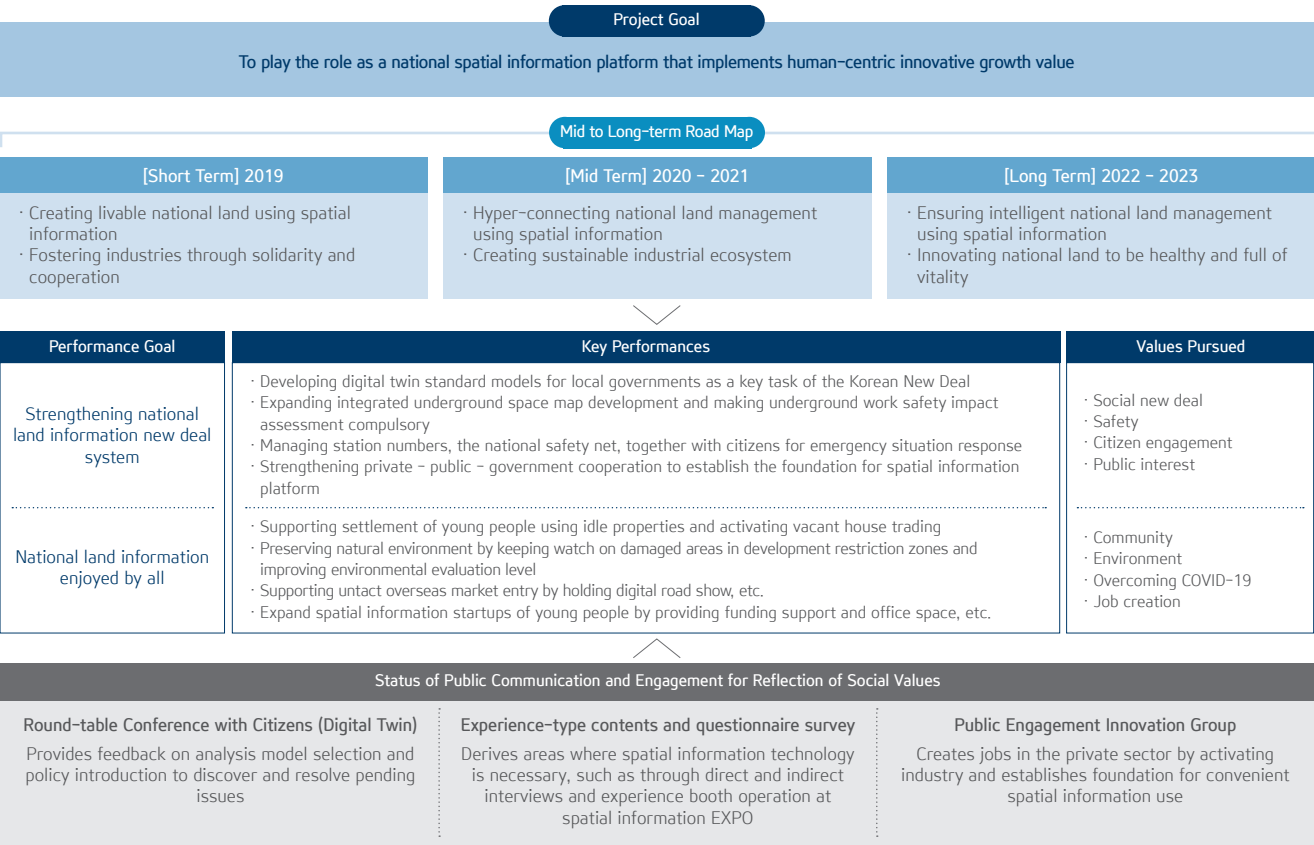 Project Goal
To play the role as a national spatial information platform that implements human-centric innovative growth value
Mid to Long-term Road Map
[Short Term] 2019
· Creating livable national land using spatial
information
· Fostering industries through solidarity and
cooperation
[Mid Term] 2020 - 2021
· Hyper-connecting national land management
using spatial information
· Creating sustainable industrial ecosystem
[Long Term] 2022 - 2023
· Ensuring intelligent national land management
using spatial information
· Innovating national land to be healthy and full of
vitality
Performance Goal
Key Performances
Values Pursued
Strengthening national
land information new deal
system
· Developing digital twin standard models for local governments as a key task of the Korean New Deal
· Expanding integrated underground space map development and making underground work safety impact
assessment compulsory
· Managing station numbers, the national safety net, together with citizens for emergency situation response
· Strengthening private - public - government cooperation to establish the foundation for spatial information
platform
· Social new deal
· Safety
· Citizen engagement
· Public interest
National land information
enjoyed by all
· Supporting settlement of young people using idle properties and activating vacant house trading
· Preserving natural environment by keeping watch on damaged areas in development restriction zones and
improving environmental evaluation level
· Supporting untact overseas market entry by holding digital road show, etc.
· Expand spatial information startups of young people by providing funding support and office space, etc.
· Community
· Environment
· Overcoming COVID-19
· Job creation
Status of Public Communication and Engagement for Reflection of Social Values
Round-table Conference with Citizens (Digital Twin)
Provides feedback on analysis model selection and
policy introduction to discover and resolve pending
issues
Experience-type contents and questionnaire survey
Derives areas where spatial information technology
is necessary, such as through direct and indirect
interviews and experience booth operation at
spatial information EXPO
Public Engagement Innovation Group
Creates jobs in the private sector by activating
industry and establishes foundation for convenient
spatial information use